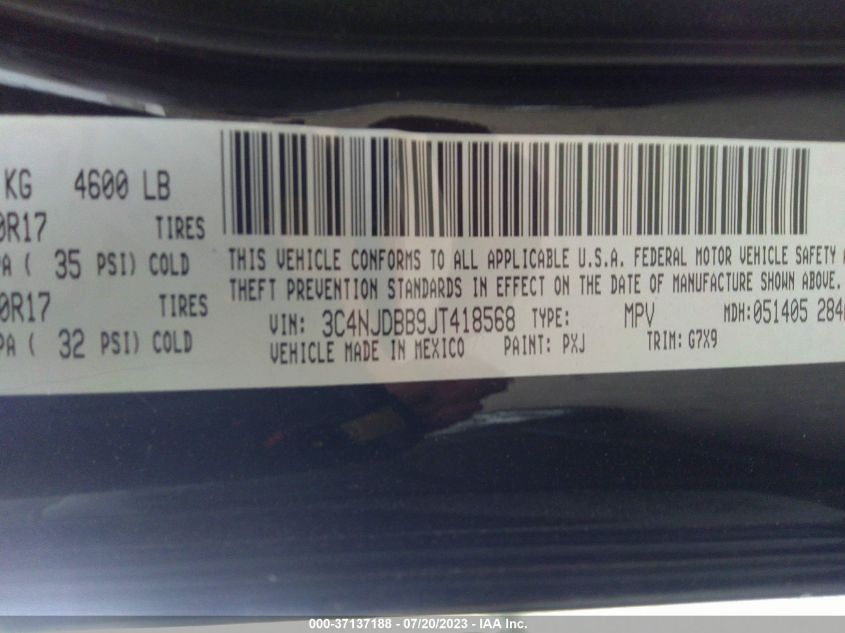 KG 4600 LB
0R17 TIRES
PA ( 35 PSI) COLD
0R17 TIRES
PA ( 32 PSI) COLD
THIS VEHICLE CONFORMS TO ALL APPLICABLE U.S.A. FEDERAL MOTOR VEHICLE SAFETY
THEFT PREVENTION STANDARDS IN EFFECT ON THE DATE OF MANUFACTURE SHOWN ABOVE.
VIN: 3C4NJDBB9JT418568 TYPE: MPV MDH:051405 284
VEHICLE MADE IN MEXICO PAINT: PXJ TRIM: G7X9
000-37137188 - 07/20/2023 - IAA Inc.